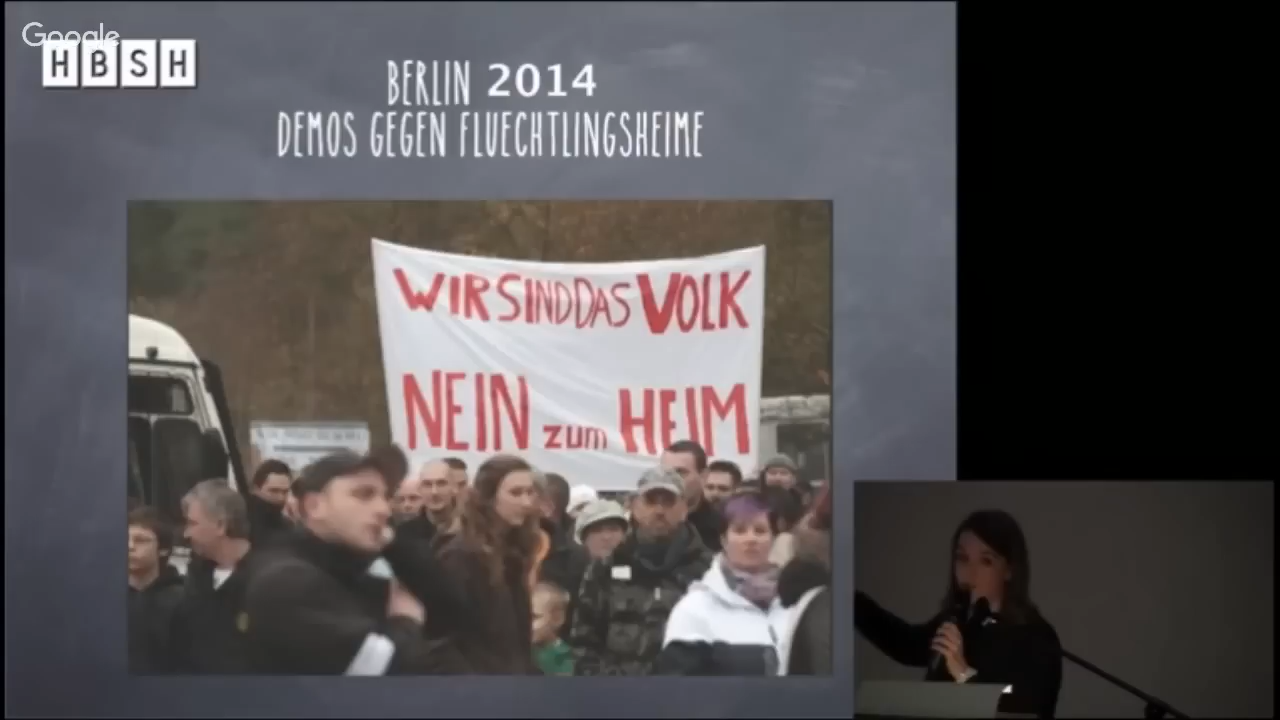 Google
HBSH
BERLIN 2014
DEMOS GEGEN FLUECHTLINGSHEIME
WIR SIND DAS VOLK
NEIN zum HEIM